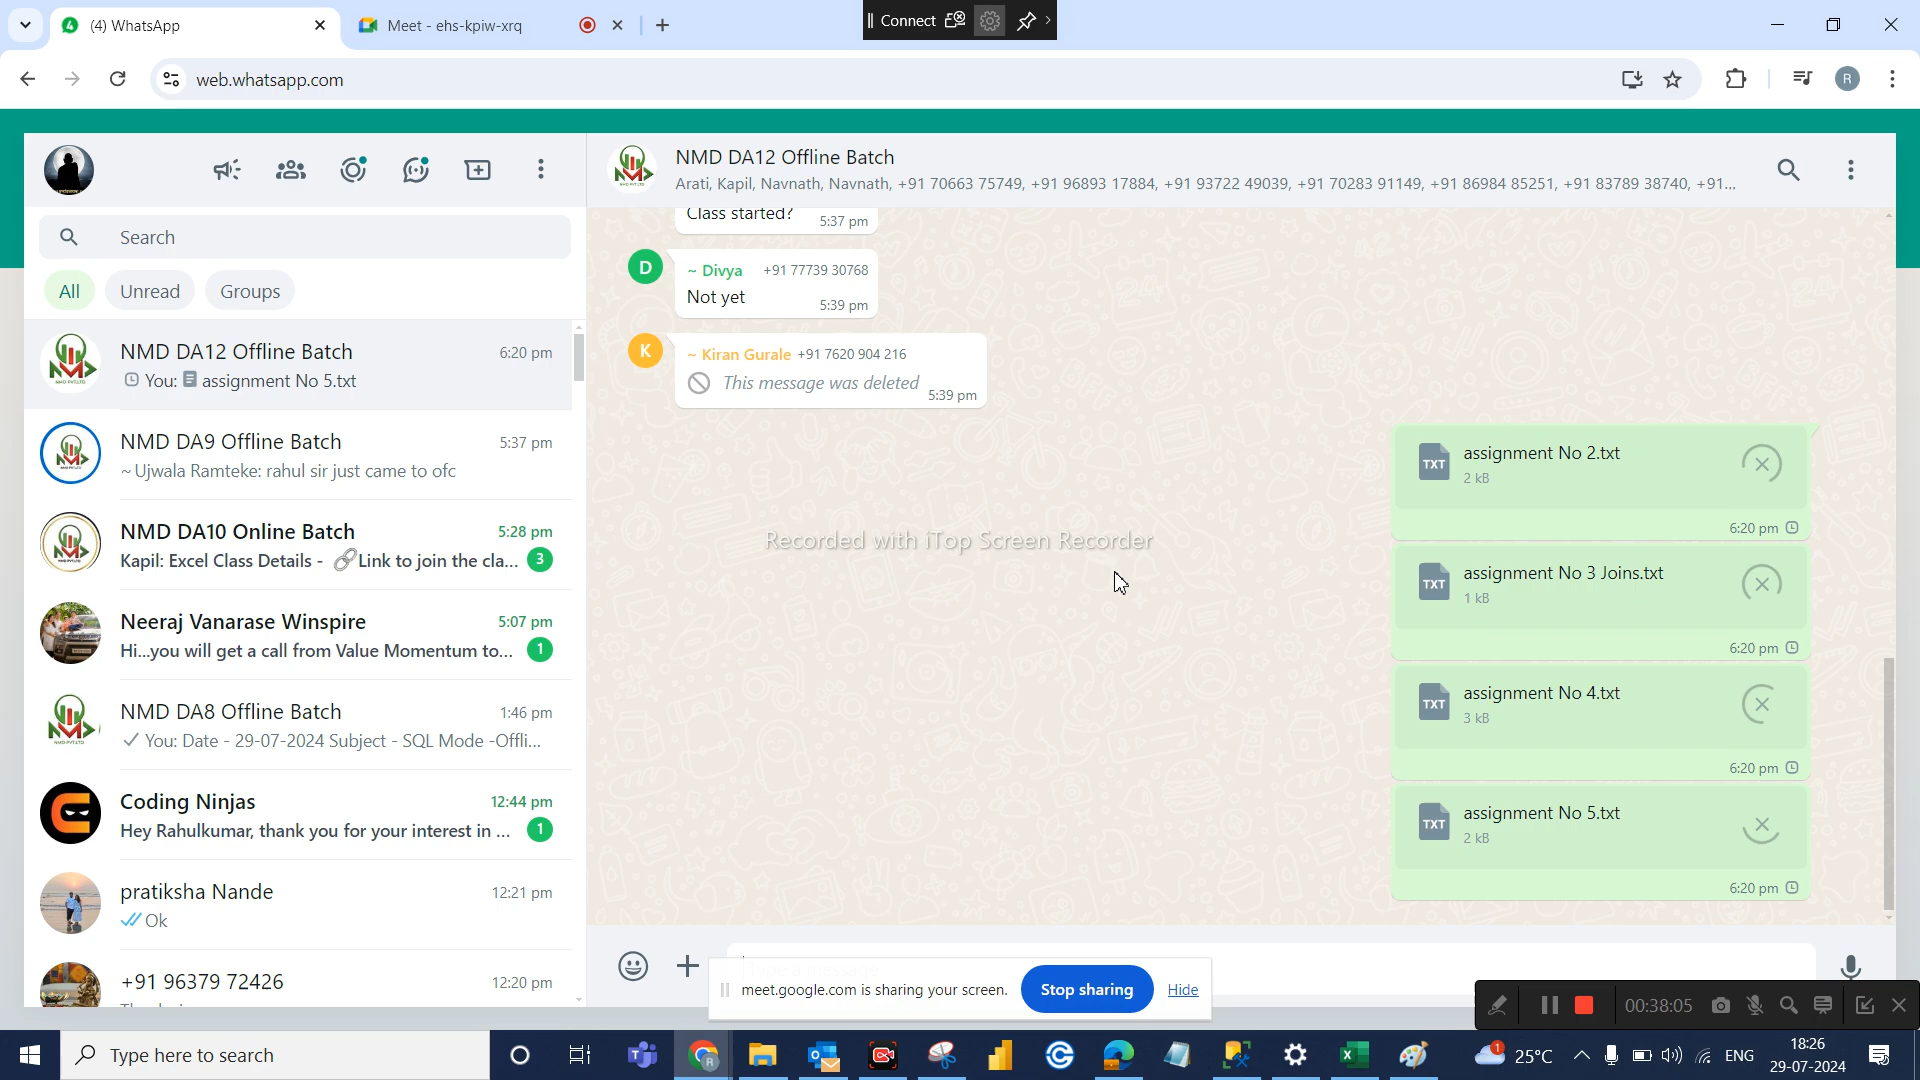 (4) WhatsApp
Meet - ehs-kpiw-xrq
Connect
web.whatsapp.com
R
NMD DA12 Offline Batch
Arati, Kapil, Navnath, Navnath, +91 70663 75749, +91 96893 17884, +91 93722 49039, +91 70283 91149, +91 86984 85251, +91 83789 38740, +91...
Search
All
Unread
Groups
NMD DA12 Offline Batch
6:20 pm
You: assignment No 5.txt
NMD DA9 Offline Batch
5:37 pm
~ Ujwala Ramteke: rahul sir just came to ofc
NMD DA10 Online Batch
5:28 pm
Kapil: Excel Class Details - 🔗Link to join the cla...
3
Neeraj Vanarase Winspire
5:07 pm
Hi...you will get a call from Value Momentum to...
1
NMD DA8 Offline Batch
1:46 pm
You: Date - 29-07-2024 Subject - SQL Mode -Offli...
Coding Ninjas
12:44 pm
Hey Rahulkumar, thank you for your interest in ...
1
pratiksha Nande
12:21 pm
Ok
+91 96379 72426
12:20 pm
Class started?
5:37 pm
D
~ Divya +91 77739 30768
Not yet
5:39 pm
K
~ Kiran Gurale +91 7620 904 216
This message was deleted
5:39 pm
TXT
assignment No 2.txt
2 kB
6:20 pm
TXT
assignment No 3 Joins.txt
1 kB
6:20 pm
TXT
assignment No 4.txt
3 kB
6:20 pm
TXT
assignment No 5.txt
2 kB
6:20 pm
Recorded with iTop Screen Recorder
meet.google.com is sharing your screen.
Stop sharing
Hide
00:38:05
Type here to search
1
25°C
ENG
18:26
29-07-2024